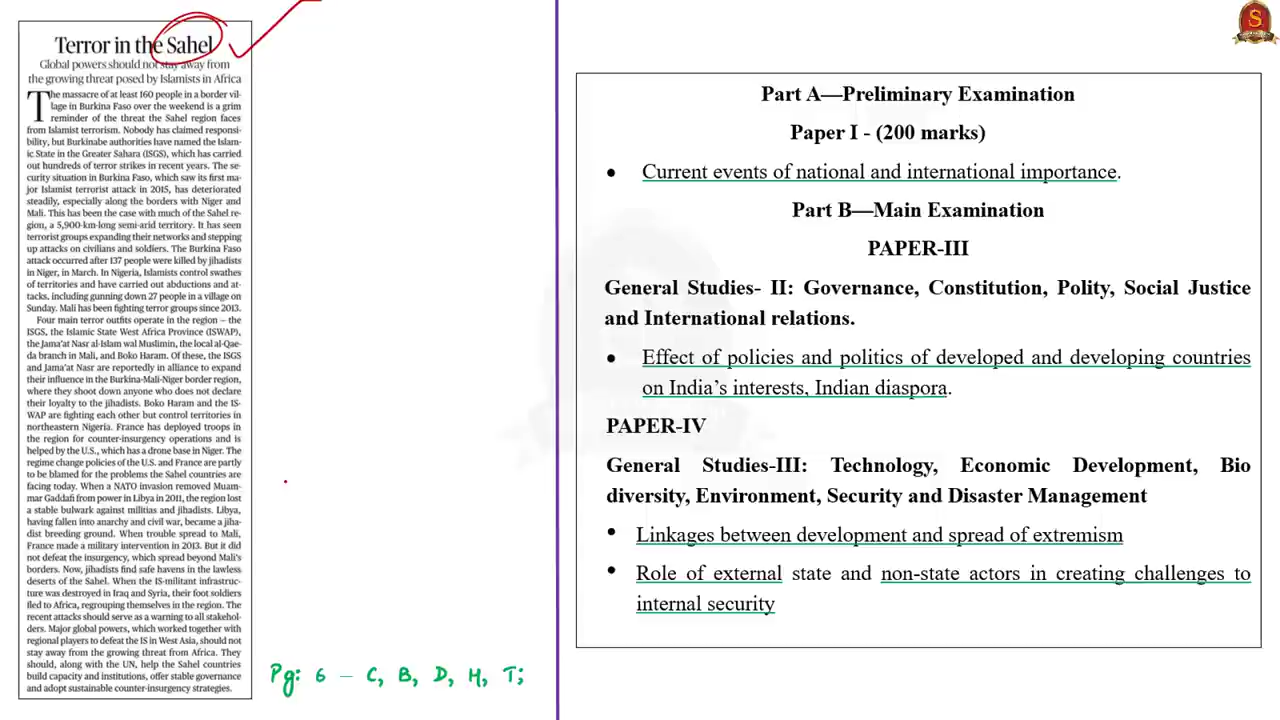 Terror in the Sahel
Global powers should not stay away from
the growing threat posed by Islamists in Africa
The massacre of at least 160 people in a border vil-
lage in Burkina Faso over the weekend is a grim
reminder of the threat the Sahel region faces
from Islamist terrorism. Nobody has claimed responsi-
bility, but Burkinabe authorities have named the Islam-
ic State in the Greater Sahara (ISGS), which has carried
out hundreds of terror strikes in recent years. The se-
curity situation in Burkina Faso, which saw its first ma-
jor Islamist terrorist attack in 2015, has deteriorated
steadily, especially along the borders with Niger and
Mali. This has been the case with much of the Sahel re-
gion, a 5,900-km-long semi-arid territory. It has seen
terrorist groups expanding their networks and stepping
up attacks on civilians and soldiers. The Burkina Faso
attack occurred after 137 people were killed by jihadists
in Niger, in March. In Nigeria, Islamists control swathes
of territories and have carried out abductions and at-
tacks, including gunning down 27 people in a village on
Sunday. Mali has been fighting terror groups since 2013.
Four main terror outfits operate in the region – the
ISGS, the Islamic State West Africa Province (ISWAP),
the Jama'at Nasr al-Islam wal Muslimin, the local al-Qae-
da branch in Mali, and Boko Haram. Of these, the ISGS
and Jama'at Nasr are reportedly in alliance to expand
their influence in the Burkina-Mali-Niger border region,
where they shoot down anyone who does not declare
their loyalty to the jihadists. Boko Haram and the IS-
WAP are fighting each other but control territories in
northeastern Nigeria. France has deployed troops in
the region for counter-insurgency operations and is
helped by the U.S., which has a drone base in Niger. The
regime change policies of the U.S. and France are partly
to be blamed for the problems the Sahel countries are
facing today. When a NATO invasion removed Muam-
mar Gaddafi from power in Libya in 2011, the region lost
a stable bulwark against militias and jihadists. Libya,
having fallen into anarchy and civil war, became a jiha-
dist breeding ground. When trouble spread to Mali,
France made a military intervention in 2013. But it did
not defeat the insurgency, which spread beyond Mali's
borders. Now, jihadists find safe havens in the lawless
deserts of the Sahel. When the IS-militant infrastruc-
ture was destroyed in Iraq and Syria, their foot soldiers
fled to Africa, regrouping themselves in the region. The
recent attacks should serve as a warning to all stakehol-
ders. Major global powers, which worked together with
regional players to defeat the IS in West Asia, should not
stay away from the growing threat from Africa. They
should, along with the UN, help the Sahel countries
build capacity and institutions, offer stable governance
and adopt sustainable counter-insurgency strategies.
Pg: 6 – C, B, D, H, T;
S
Part A—Preliminary Examination
Paper I - (200 marks)
• Current events of national and international importance.
Part B—Main Examination
PAPER-III
General Studies- II: Governance, Constitution, Polity, Social Justice
and International relations.
• Effect of policies and politics of developed and developing countries
on India's interests, Indian diaspora.
PAPER-IV
General Studies-III: Technology, Economic Development, Bio
diversity, Environment, Security and Disaster Management
• Linkages between development and spread of extremism
• Role of external state and non-state actors in creating challenges to
internal security